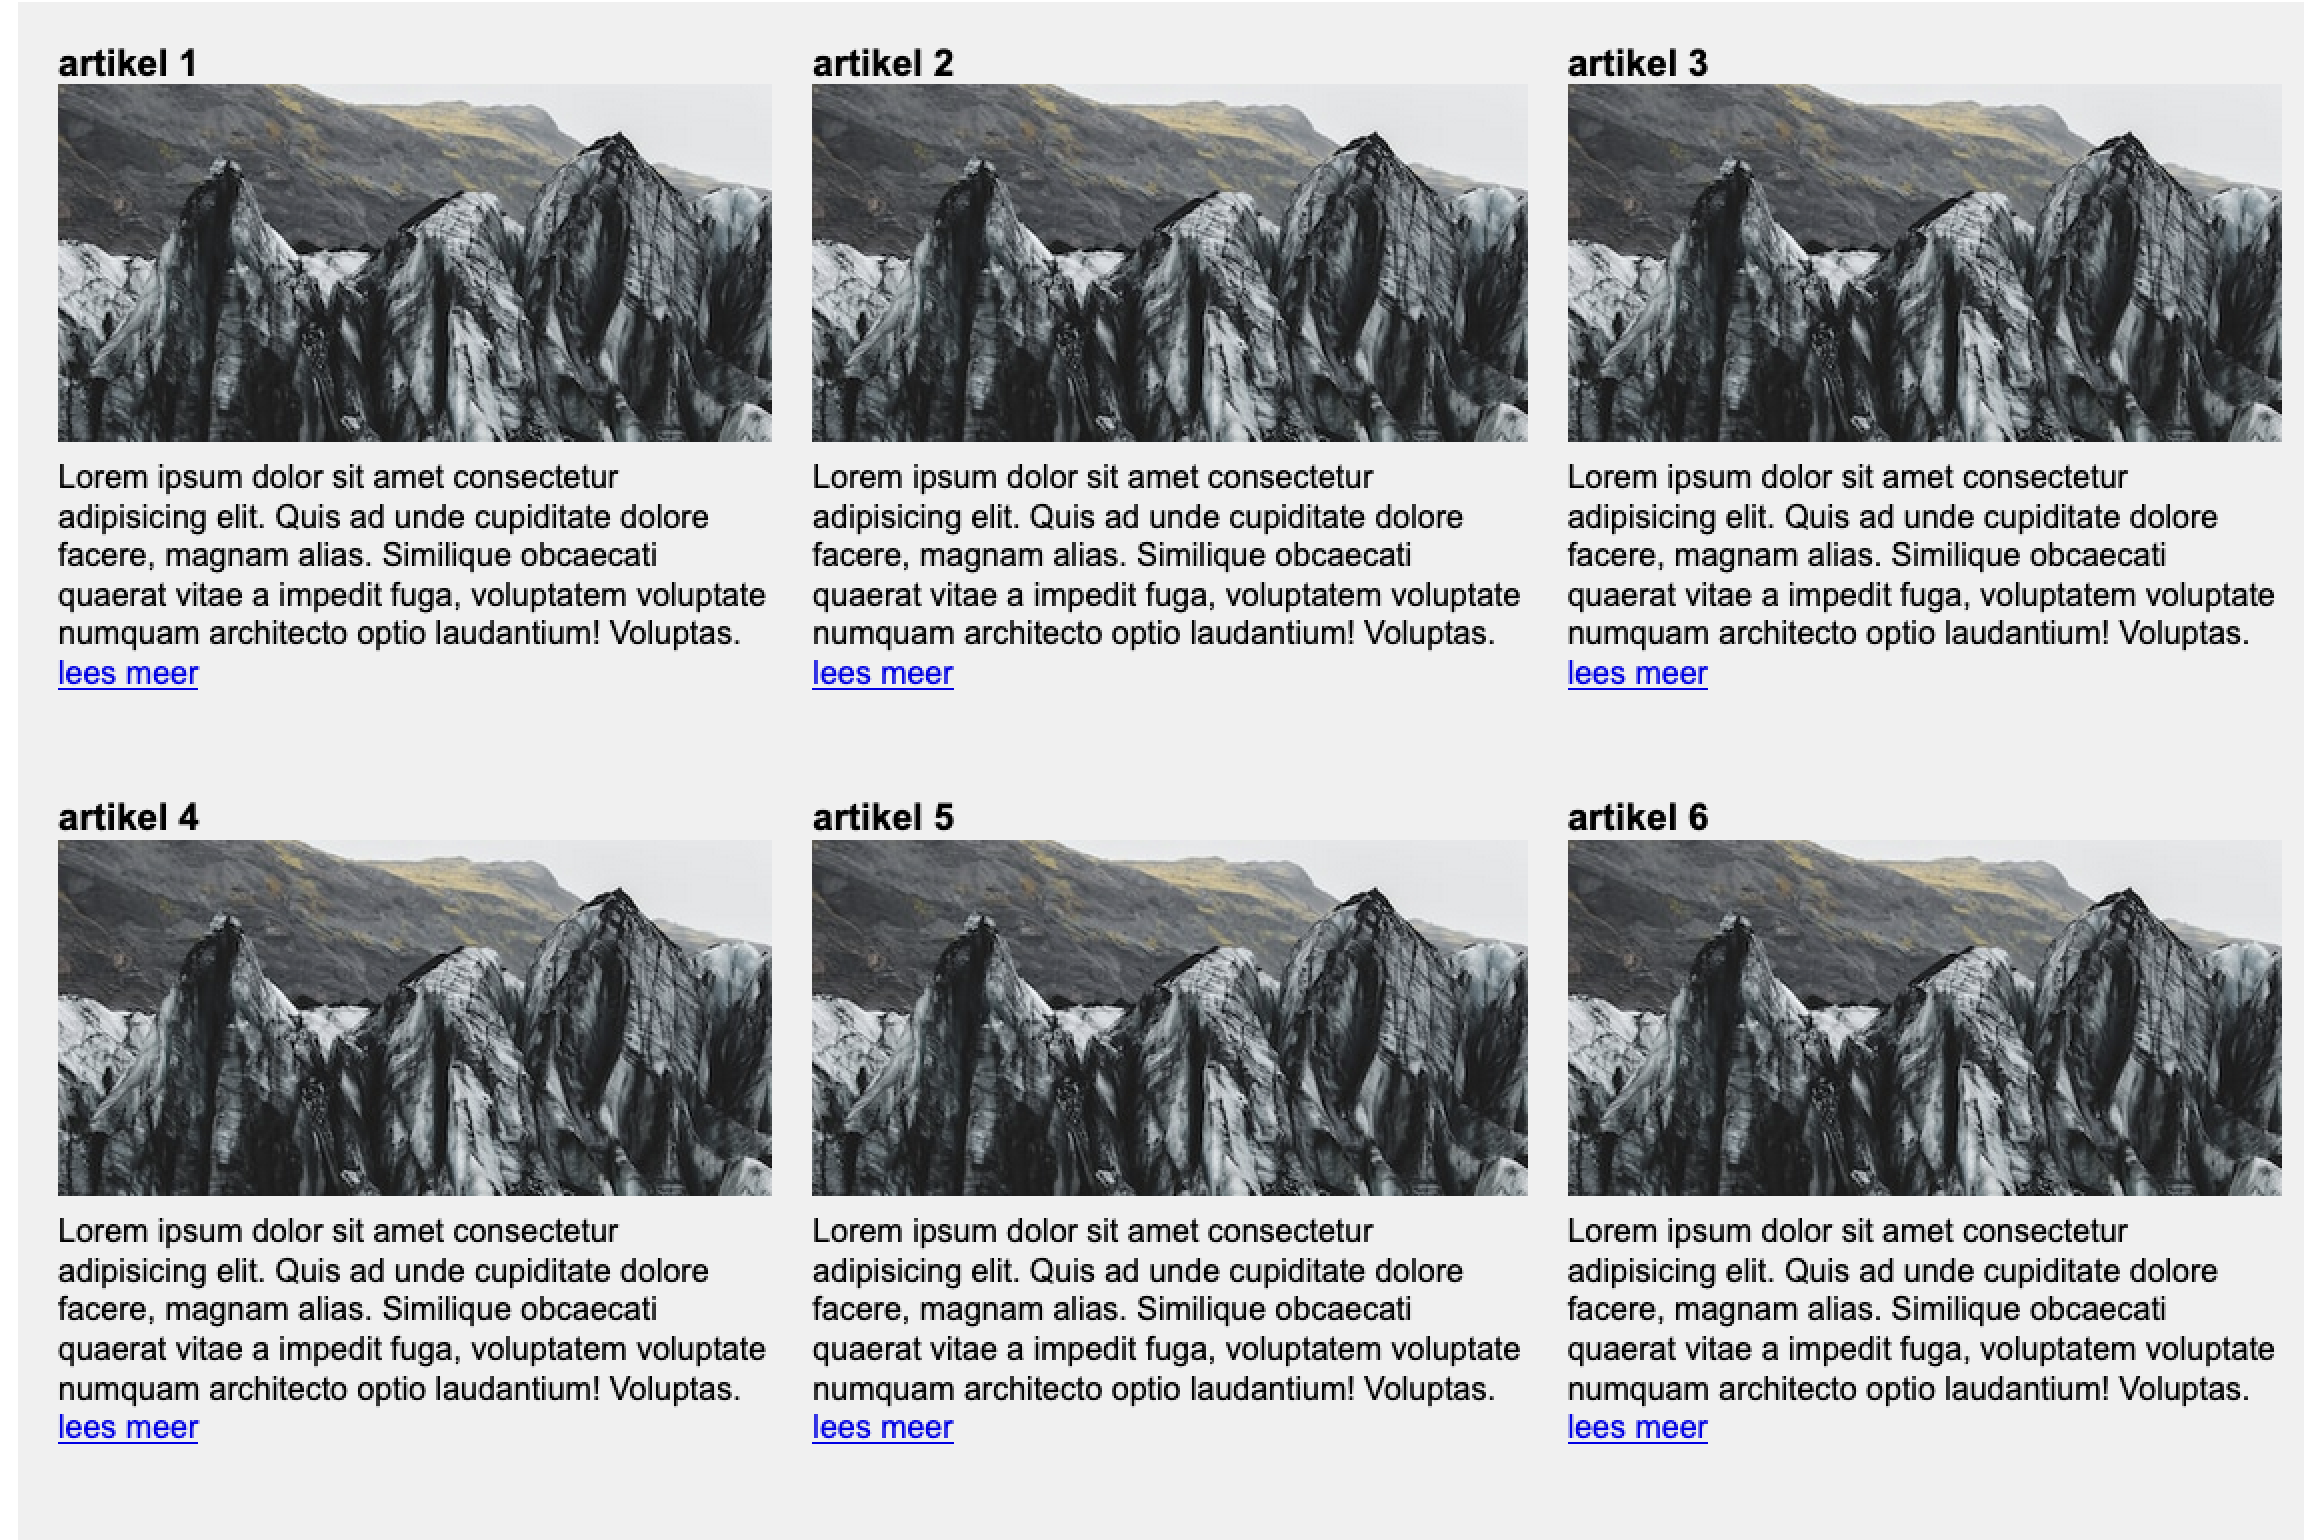 artikel 1
Lorem ipsum dolor sit amet consectetur
adipisicing elit. Quis ad unde cupiditate dolore
facere, magnam alias. Similique obcaecati
quaerat vitae a impedit fuga, voluptatem voluptate
numquam architecto optio laudantium! Voluptas.
lees meer
artikel 2
Lorem ipsum dolor sit amet consectetur
adipisicing elit. Quis ad unde cupiditate dolore
facere, magnam alias. Similique obcaecati
quaerat vitae a impedit fuga, voluptatem voluptate
numquam architecto optio laudantium! Voluptas.
lees meer
artikel 3
Lorem ipsum dolor sit amet consectetur
adipisicing elit. Quis ad unde cupiditate dolore
facere, magnam alias. Similique obcaecati
quaerat vitae a impedit fuga, voluptatem voluptate
numquam architecto optio laudantium! Voluptas.
lees meer
artikel 4
Lorem ipsum dolor sit amet consectetur
adipisicing elit. Quis ad unde cupiditate dolore
facere, magnam alias. Similique obcaecati
quaerat vitae a impedit fuga, voluptatem voluptate
numquam architecto optio laudantium! Voluptas.
lees meer
artikel 5
Lorem ipsum dolor sit amet consectetur
adipisicing elit. Quis ad unde cupiditate dolore
facere, magnam alias. Similique obcaecati
quaerat vitae a impedit fuga, voluptatem voluptate
numquam architecto optio laudantium! Voluptas.
lees meer
artikel 6
Lorem ipsum dolor sit amet consectetur
adipisicing elit. Quis ad unde cupiditate dolore
facere, magnam alias. Similique obcaecati
quaerat vitae a impedit fuga, voluptatem voluptate
numquam architecto optio laudantium! Voluptas.
lees meer